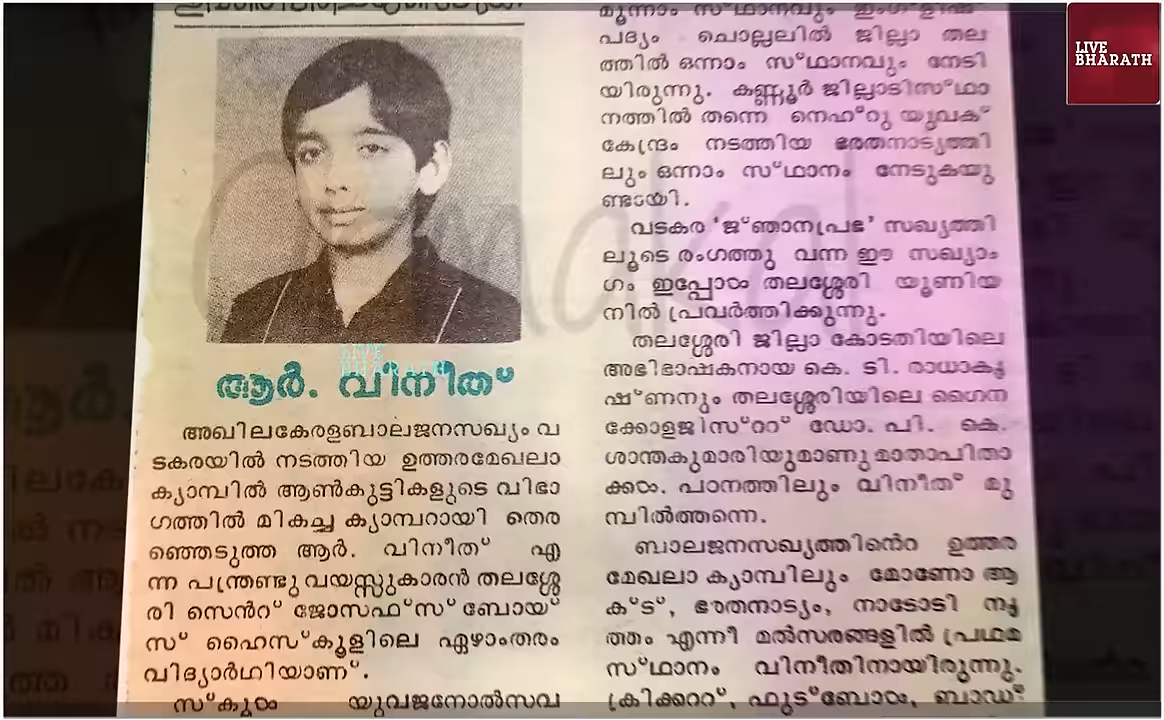 ആർ. വിനീത്
അഖിലകേരളബാലജനസഖ്യം വ
ടകരയിൽ നടത്തിയ ഉത്തരമേഖലാ
ക്യാമ്പിൽ ആൺകുട്ടികളുടെ വിഭാ
ഗത്തിൽ മികച്ച ക്യാമ്പറായി തെര
ഞ്ഞെടുത്ത ആർ. വിനീത് എ
ന്ന പന്ത്രണ്ടു വയസ്സുകാരൻ തലശ്ശേ
രി സെൻറ് ജോസഫ്സ് ബോയ്
സ് ഹൈസ്കൂളിലെ ഏഴാംതരം
വിദ്യാർഥിയാണ്.
സ്കൂൾ യുവജനോൽസവ
മൂന്നാം സ്ഥാനവും ഇംഗ്ളീഷ്
പദ്യം ചൊല്ലലിൽ ജില്ലാ തല
ത്തിൽ ഒന്നാം സ്ഥാനവും നേടി
യിരുന്നു. കണ്ണൂർ ജില്ലാടിസ്ഥാ
നത്തിൽ തന്നെ നെഹ്റു യുവക്
കേന്ദ്രം നടത്തിയ ഭരതനാട്യത്തി
ലും ഒന്നാം സ്ഥാനം നേടുകയു
ണ്ടായി.
വടകര 'ജ്ഞാനപ്രഭ' സഖ്യത്തി
ലൂടെ രംഗത്തു വന്ന ഈ സഖ്യാം
ഗം ഇപ്പോൾ തലശ്ശേരി യൂണിയ
നിൽ പ്രവർത്തിക്കുന്നു.
തലശ്ശേരി ജില്ലാ കോടതിയിലെ
അഭിഭാഷകനായ കെ. ടി. രാധാകൃ
ഷ്ണനും തലശ്ശേരിയിലെ ഗൈന
ക്കോളജിസ്ററ് ഡോ. പി. കെ.
ശാന്തകുമാരിയുമാണു മാതാപിതാ
ക്കൾ. പഠനത്തിലും വിനീത് മു
മ്പിൽത്തന്നെ.
ബാലജനസഖ്യത്തിൻെറ ഉത്തര
മേഖലാ ക്യാമ്പിലും മോണോ ആ
ക്ട്, ഭരതനാട്യം, നാടോടി നൃ
ത്തം എന്നീ മൽസരങ്ങളിൽ പ്രഥമ
സ്ഥാനം വിനീതിനായിരുന്നു.
ക്രിക്കററ്, ഫുട്ബോൾ, ബാഡ്
LIVE
BHARATH